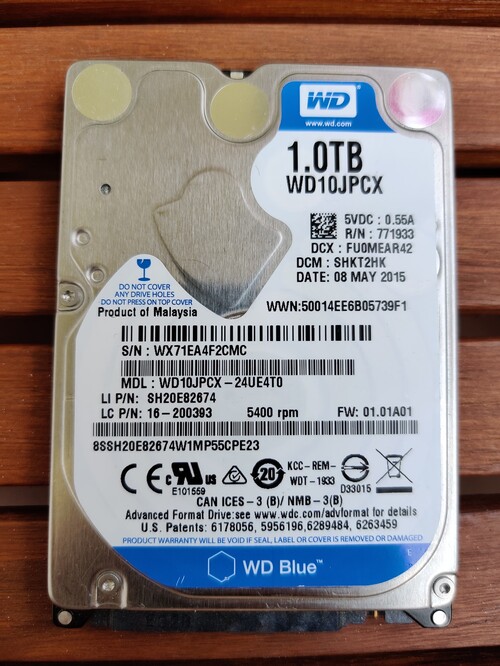 WD
www.wd.com
1.0TB
WD10JPCX
5VDC : 0.55A
R/N : 771933
DCX : FU0MEAR42
DCM : SHKT2HK
DATE: 08 MAY 2015
DO NOT COVER
ANY DRIVE HOLES
DO NOT PRESS ON TOP COVER
Product of Malaysia
WWN:50014EE6B05739F1
S/N : WX71EA4F2CMC
MDL : WD10JPCX-24UE4T0
LI P/N: SH20E82674
LC P/N: 16-200393 5400 rpm FW: 01.01A01
8SSH20E82674W1MP55CPE23
CE c UL US 20 KCC-REM-
WDT-1933
E101559 D33015
CAN ICES-3 (B)/ NMB-3(B)
Advanced Format Drive:see www.wdc.com/advformat for details
U.S. Patents: 6178056, 5956196,6289484, 6263459
PRODUCT WARRANTY WILL BE VOID IF SEAL, LABEL OR COVER IS REMOVED OR DAMAGED
WD Blue™